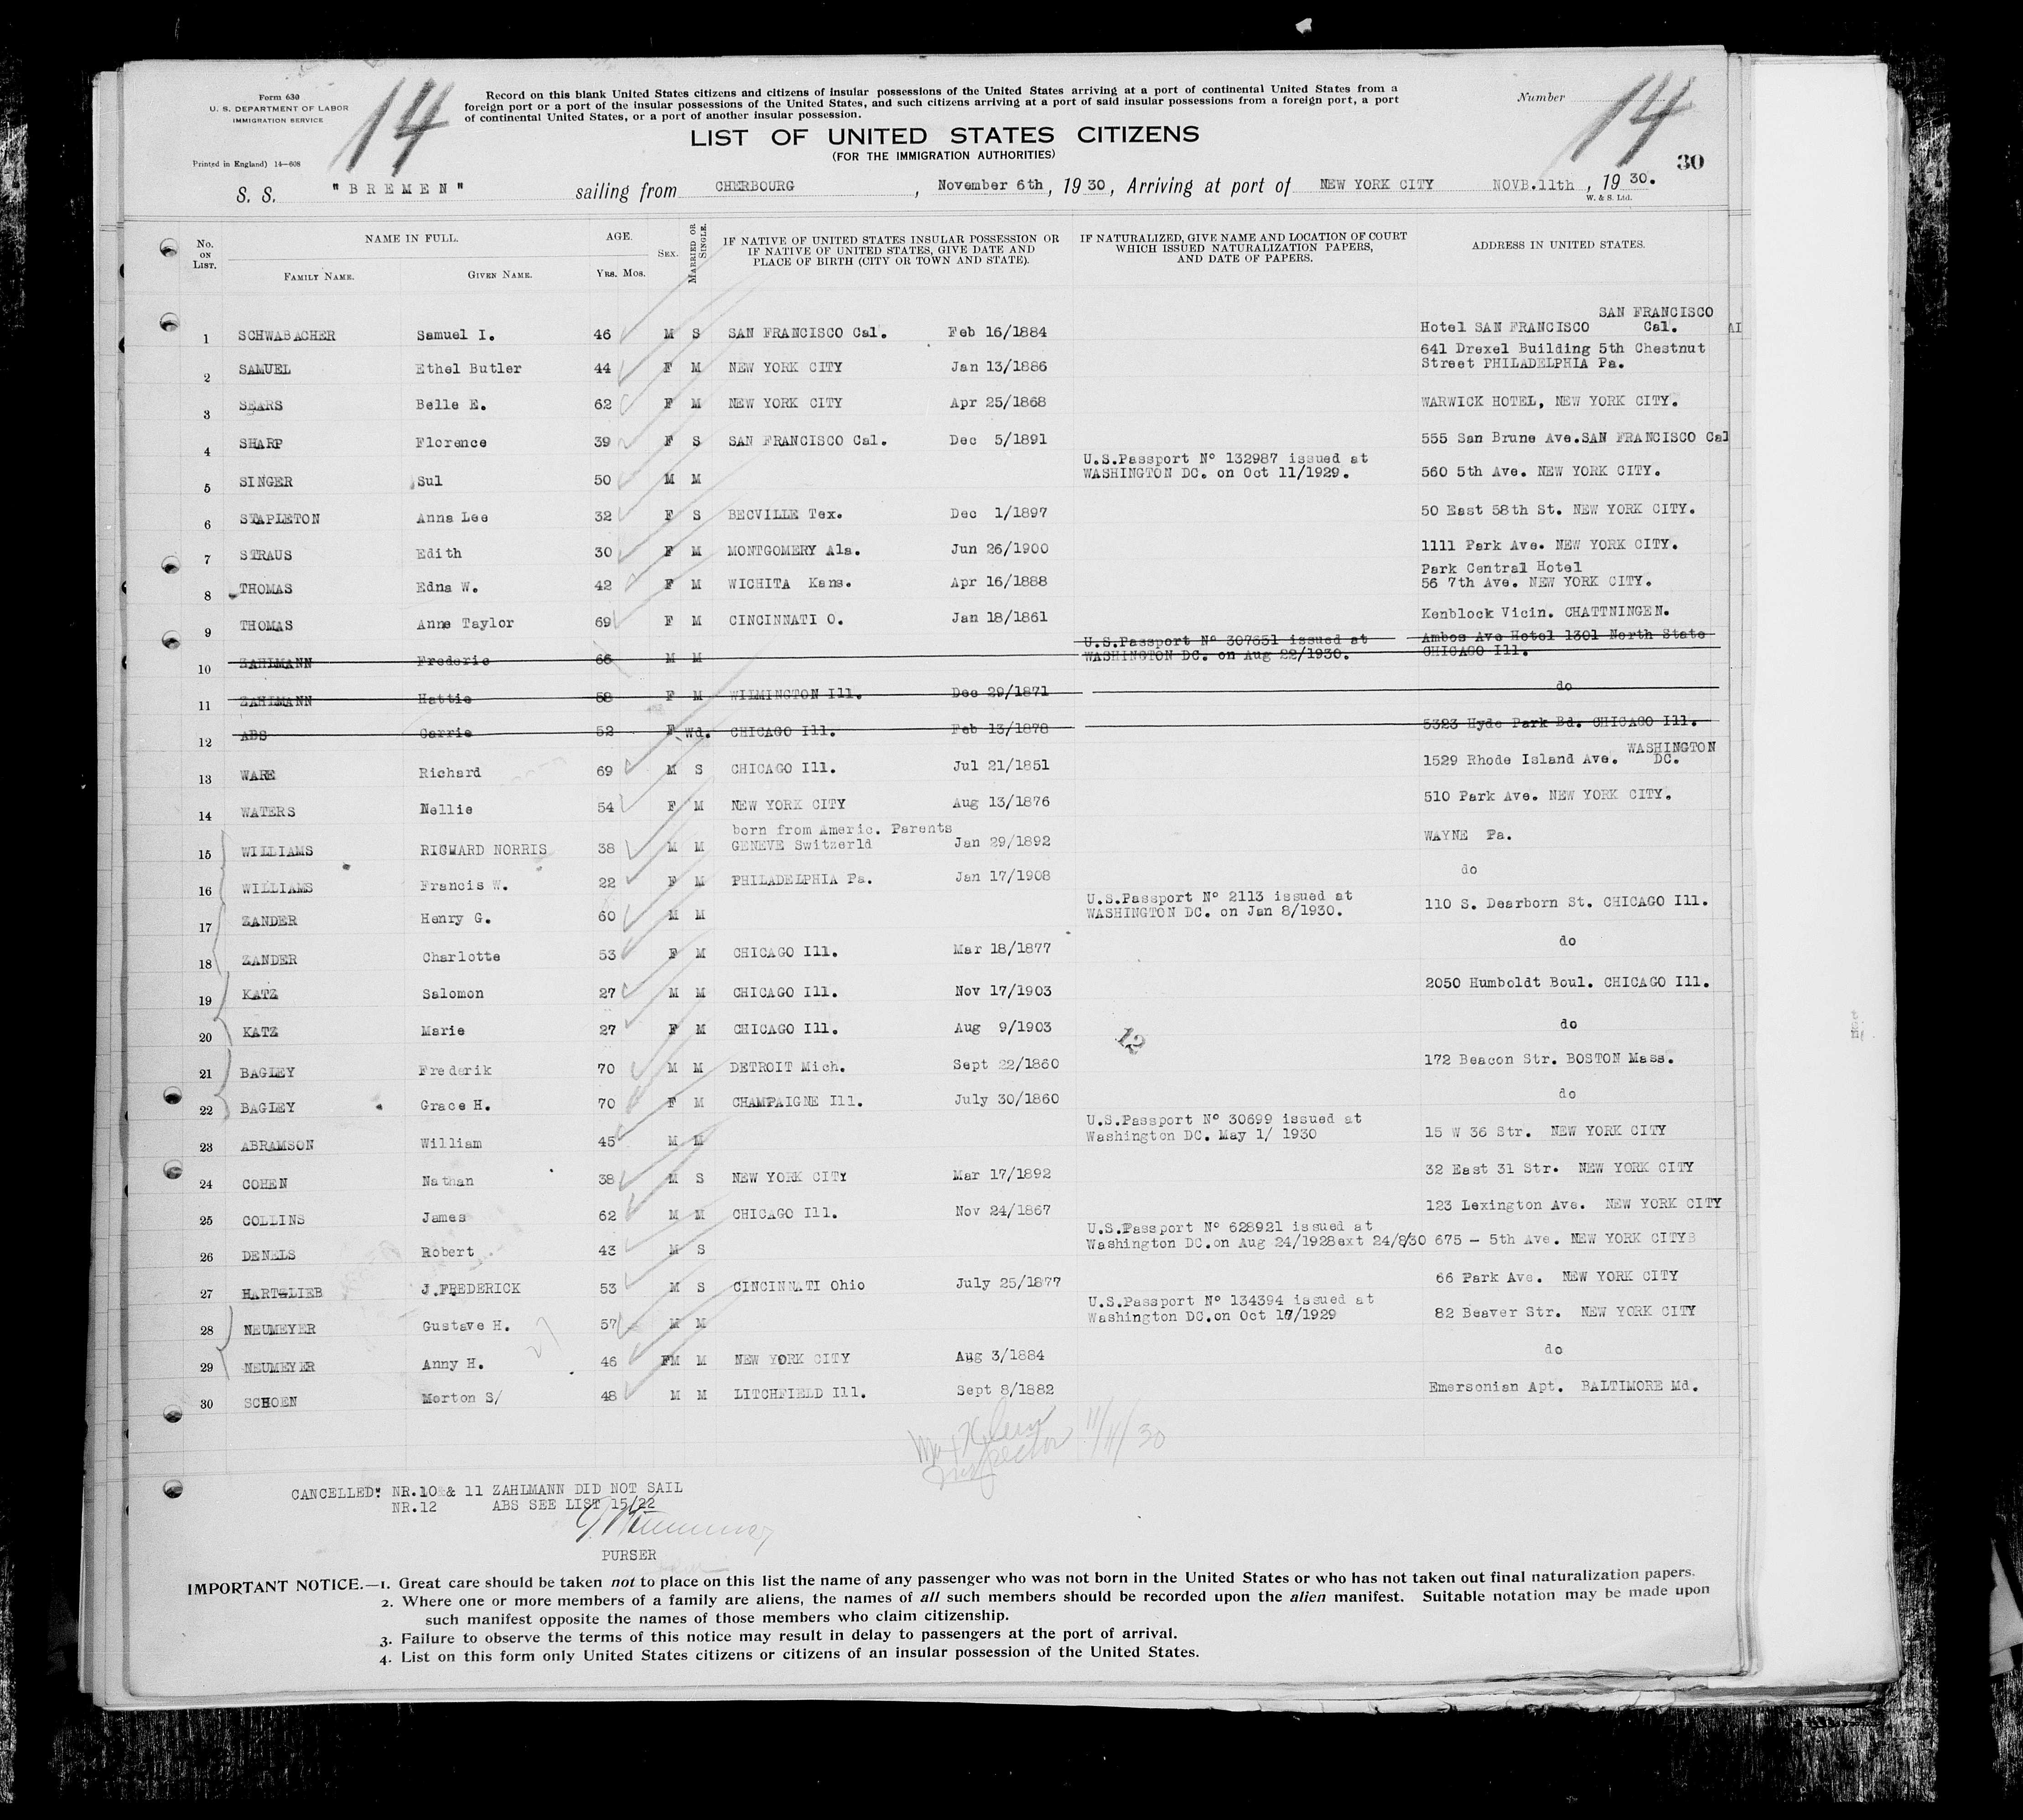 Form 630
U. S. DEPARTMENT OF LABOR
IMMIGRATION SERVICE
Printed in England) 14—608
14
Record on this blank United States citizens and citizens of insular possessions of the United States arriving at a port of continental United States from a
foreign port or a port of the insular possessions of the United States, and such citizens arriving at a port of said insular possessions from a foreign port, a port
of continental United States, or a port of another insular possession.
Number 14
30
LIST OF UNITED STATES CITIZENS
(FOR THE IMMIGRATION AUTHORITIES)
S. S. "BREMEN" sailing from CHERBOURG, November 6th, 1930, Arriving at port of NEW YORK CITY NOVB.11th, 1930.
W. & S. Ltd.
No. ON LIST. NAME IN FULL. FAMILY NAME. GIVEN NAME. AGE. YRS. MOS. SEX. MARRIED OR SINGLE. IF NATIVE OF UNITED STATES INSULAR POSSESSION OR IF NATIVE OF UNITED STATES, GIVE DATE AND PLACE OF BIRTH (CITY OR TOWN AND STATE). IF NATURALIZED, GIVE NAME AND LOCATION OF COURT WHICH ISSUED NATURALIZATION PAPERS, AND DATE OF PAPERS. ADDRESS IN UNITED STATES.
1 SCHWABACHER Samuel I. 46 M S SAN FRANCISCO Cal. Feb 16/1884 Hotel SAN FRANCISCO SAN FRANCISCO Cal.
2 SAMUEL Ethel Butler 44 F M NEW YORK CITY Jan 13/1886 641 Drexel Building 5th Chestnut Street PHILADELPHIA Pa.
3 SEARS Belle E. 62 F M NEW YORK CITY Apr 25/1868 WARWICK HOTEL, NEW YORK CITY.
4 SHARP Florence 39 F S SAN FRANCISCO Cal. Dec 5/1891 555 San Brune Ave.SAN FRANCISCO Cal
5 SINGER Sul 50 M M U.S.Passport Nº 132987 issued at WASHINGTON DC. on Oct 11/1929. 560 5th Ave. NEW YORK CITY.
6 STAPLETON Anna Lee 32 F S BECVILLE Tex. Dec 1/1897 50 East 58th St. NEW YORK CITY.
7 STRAUS Edith 30 F M MONTGOMERY Ala. Jun 26/1900 1111 Park Ave. NEW YORK CITY.
8 THOMAS Edna W. 42 F M WICHITA Kans. Apr 16/1888 Park Central Hotel 56 7th Ave. NEW YORK CITY.
9 THOMAS Anne Taylor 69 F M CINCINNATI O. Jan 18/1861 Kenblock Vicin. CHATTNINGEN.
10 ZAHLMANN Frederic 66 M M U.S.Passport Nº 307651 issued at WASHINGTON DC. on Aug 22/1930. Ambos Ave Hotel 1301 North State CHICAGO Ill.
11 ZAHLMANN Hattie 58 F M WILMINGTON Ill. Dec 29/1871 do
12 ABS Carrie 52 F Wd. CHICAGO Ill. Feb 13/1878 5323 Hyde Park Bd. CHICAGO Ill.
13 WARE Richard 69 M S CHICAGO Ill. Jul 21/1851 1529 Rhode Island Ave. WASHINGTON DC.
14 WATERS Nellie 54 F M NEW YORK CITY Aug 13/1876 510 Park Ave. NEW YORK CITY.
15 WILLIAMS RICHARD NORRIS 38 M M born from Americ. Parents GENEVE Switzerld Jan 29/1892 WAYNE Pa.
16 WILLIAMS Francis W. 22 F M PHILADELPHIA Pa. Jan 17/1908 do
17 ZANDER Henry G. 60 M M U.S.Passport Nº 2113 issued at WASHINGTON DC. on Jan 8/1930. 110 S. Dearborn St. CHICAGO Ill.
18 ZANDER Charlotte 53 F M CHICAGO Ill. Mar 18/1877 do
19 KATZ Salomon 27 M M CHICAGO Ill. Nov 17/1903 2050 Humboldt Boul. CHICAGO Ill.
20 KATZ Marie 27 F M CHICAGO Ill. Aug 9/1903 do
12
21 BAGLEY Frederik 70 M M DETROIT Mich. Sept 22/1860 172 Beacon Str. BOSTON Mass.
22 BAGLEY Grace H. 70 F M CHAMPAIGNE Ill. July 30/1860 do
23 ABRAMSON William 45 M M U.S.Passport Nº 30699 issued at Washington DC. May 1/ 1930 15 W 36 Str. NEW YORK CITY
24 COHEN Nathan 38 M S NEW YORK CITY Mar 17/1892 32 East 31 Str. NEW YORK CITY
25 COLLINS James 62 M M CHICAGO Ill. Nov 24/1867 123 Lexington Ave. NEW YORK CITY
26 DENELS Robert 43 M S U.S.Passport Nº 628921 issued at Washington DC.on Aug 24/1928ext 24/8/30 675 - 5th Ave. NEW YORK CITY
27 HARTSLIEB J.FREDERICK 53 M S CINCINNATI Ohio July 25/1877 66 Park Ave. NEW YORK CITY
28 NEUMEYER Gustave H. 57 M M U.S.Passport Nº 134394 issued at Washington DC.on Oct 17/1929 82 Beaver Str. NEW YORK CITY
29 NEUMEYER Anny H. 46 FM M NEW YORK CITY Aug 3/1884 do
30 SCHOEN Morton S/ 48 M M LITCHFIELD Ill. Sept 8/1882 Emersonian Apt. BALTIMORE Md.
Max Klein 11/11/30
Inspector
CANCELLED: NR.10 & 11 ZAHLMANN DID NOT SAIL
NR.12 ABS SEE LIST 15/22
PURSER
IMPORTANT NOTICE.—1. Great care should be taken not to place on this list the name of any passenger who was not born in the United States or who has not taken out final naturalization papers.
2. Where one or more members of a family are aliens, the names of all such members should be recorded upon the alien manifest. Suitable notation may be made upon
such manifest opposite the names of those members who claim citizenship.
3. Failure to observe the terms of this notice may result in delay to passengers at the port of arrival.
4. List on this form only United States citizens or citizens of an insular possession of the United States.